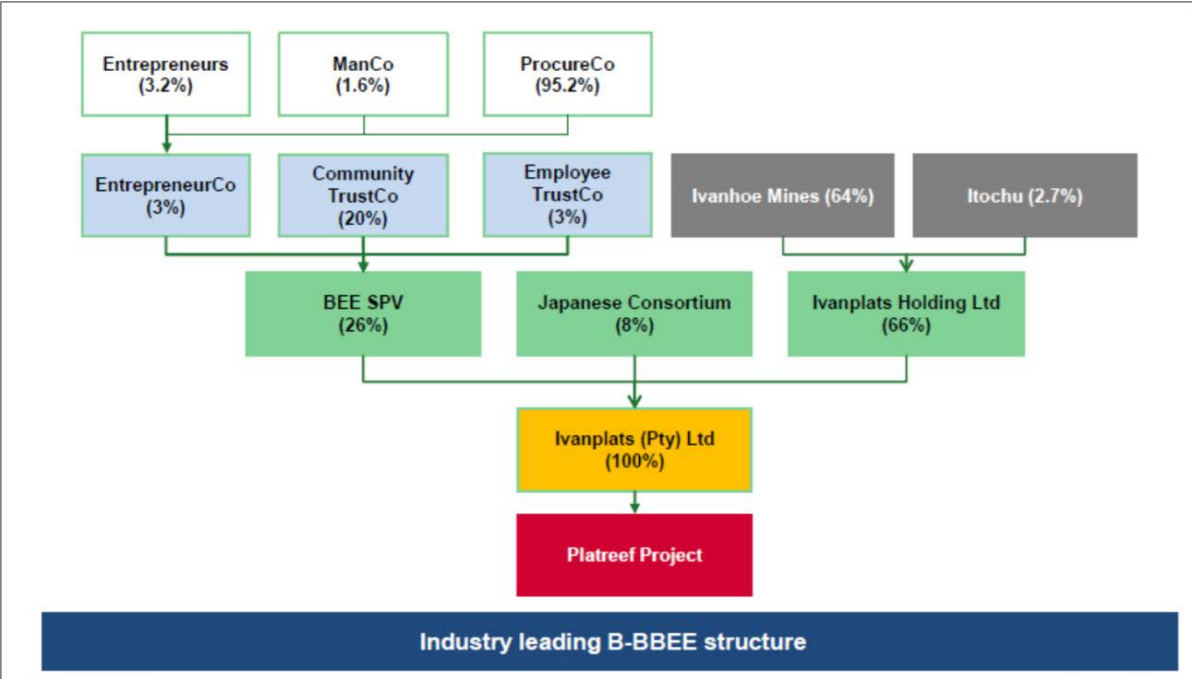 Entrepreneurs
(3.2%)
ManCo
(1.6%)
ProcureCo
(95.2%)
EntrepreneurCo
(3%)
Community
TrustCo
(20%)
Employee
TrustCo
(3%)
Ivanhoe Mines (64%)
Itochu (2.7%)
BEE SPV
(26%)
Japanese Consortium
(8%)
Ivanplats Holding Ltd
(66%)
Ivanplats (Pty) Ltd
(100%)
Platreef Project
Industry leading B-BBEE structure